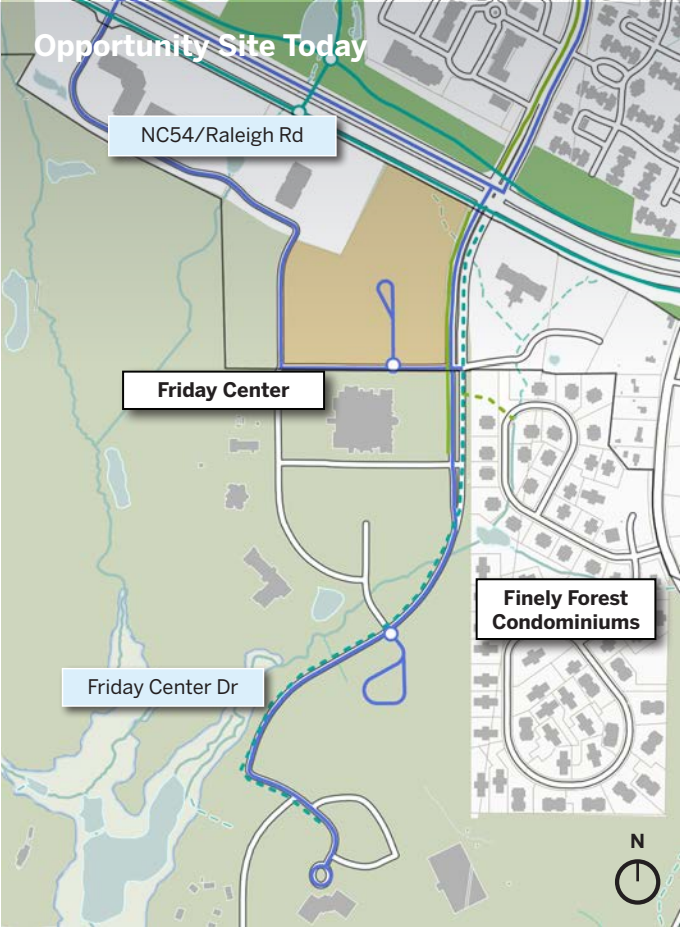 Opportunity Site Today
NC54/Raleigh Rd
Friday Center
Finely Forest
Condominiums
Friday Center Dr
N